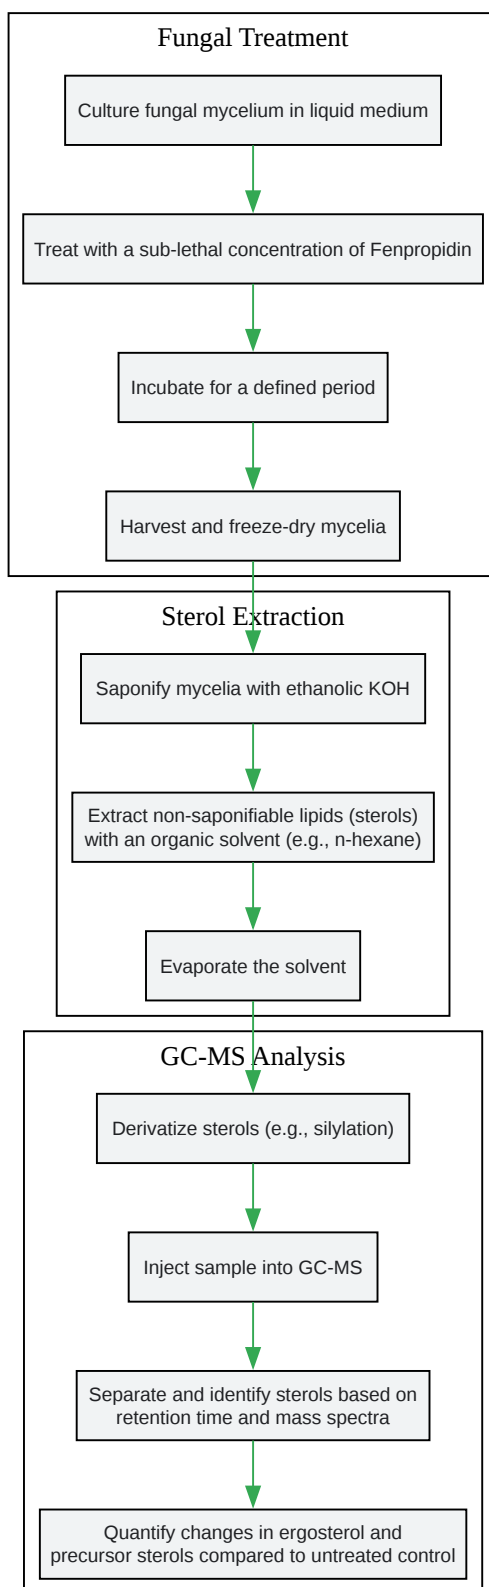 Fungal Treatment
Culture fungal mycelium in liquid medium
Treat with a sub-lethal concentration of Fenpropidin
Incubate for a defined period
Harvest and freeze-dry mycelia
Sterol Extraction
Saponify mycelia with ethanolic KOH
Extract non-saponifiable lipids (sterols)
with an organic solvent (e.g., n-hexane)
Evaporate the solvent
GC-MS Analysis
Derivatize sterols (e.g., silylation)
Inject sample into GC-MS
Separate and identify sterols based on
retention time and mass spectra
Quantify changes in ergosterol and
precursor sterols compared to untreated control